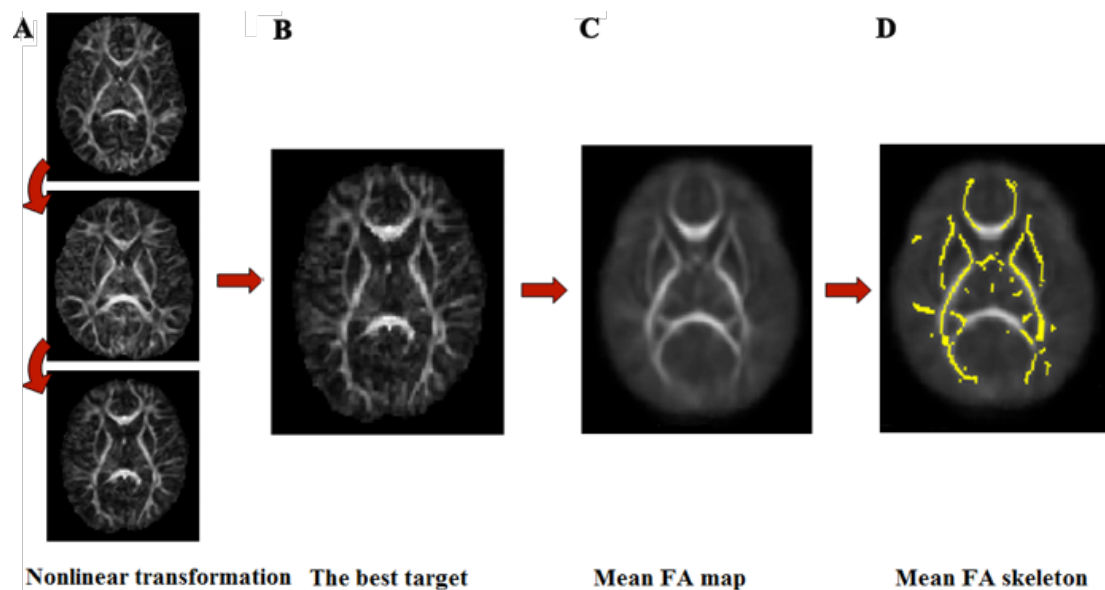 A
B
C
D
Nonlinear transformation
The best target
Mean FA map
Mean FA skeleton